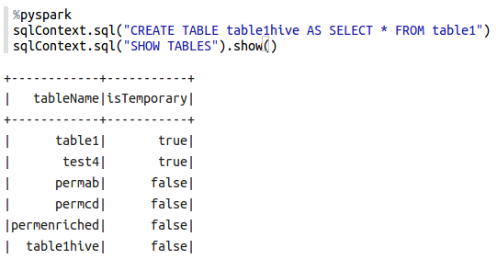 %pyspark
sqlContext.sql("CREATE TABLE table1hive AS SELECT * FROM table1")
sqlContext.sql("SHOW TABLES").show()
+------------+-----------+
|   tableName|isTemporary|
+------------+-----------+
|      table1|       true|
|       test4|       true|
|      permab|      false|
|      permcd|      false|
|permenriched|      false|
|  table1hive|      false|